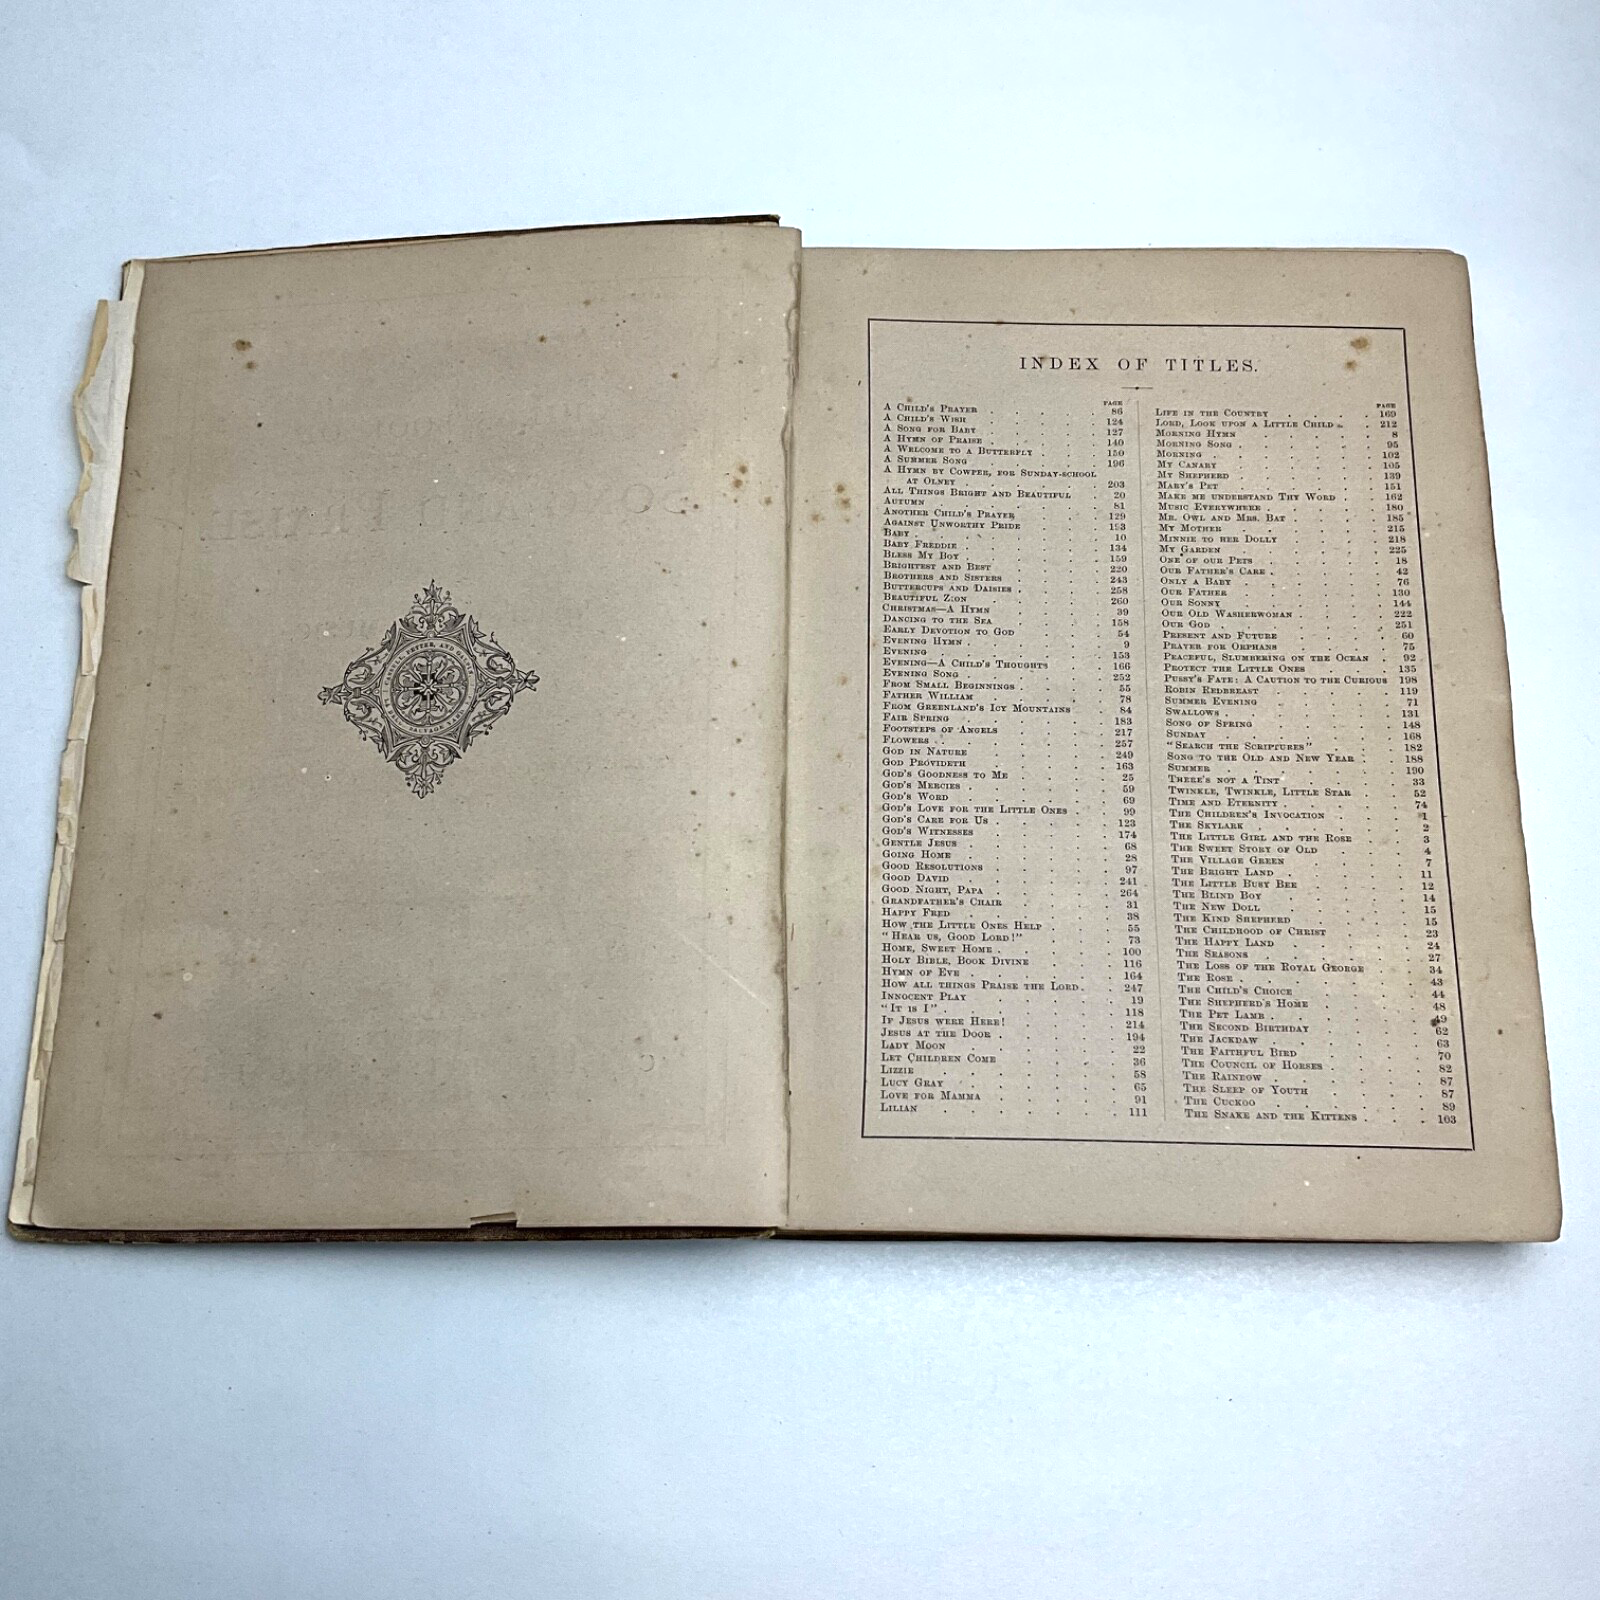 CASSELL, PETTER, AND GALPIN
LA BELLE SAUVAGE
INDEX OF TITLES.
PAGE
A Child's Prayer . . . . . 86
A Child's Wish . . . . . 124
A Song for Baby . . . . . 127
A Hymn of Praise . . . . . 140
A Welcome to a Butterfly . . . 150
A Summer Song . . . . . 196
A Hymn by Cowper, for Sunday-school
at Olney . . . . . . 203
All Things Bright and Beautiful . 20
Autumn . . . . . . . 81
Another Child's Prayer . . . 129
Against Unworthy Pride . . . 193
Baby . . . . . . . 10
Baby Freddie . . . . . 134
Bless My Boy . . . . . 159
Brightest and Best . . . . 220
Brothers and Sisters . . . . 243
Buttercups and Daisies . . . . 258
Beautiful Zion . . . . . 260
Christmas—A Hymn . . . . 39
Dancing to the Sea . . . . 158
Early Devotion to God . . . 54
Evening Hymn . . . . . 9
Evening . . . . . . 153
Evening—A Child's Thoughts . . 166
Evening Song . . . . . 252
From Small Beginnings . . . . 55
Father William . . . . . 78
From Greenland's Icy Mountains . 84
Fair Spring . . . . . 183
Footsteps of Angels . . . . 217
Flowers . . . . . . 257
God in Nature . . . . . 249
God Provideth . . . . . 163
God's Goodness to Me . . . . 25
God's Mercies . . . . . 59
God's Word . . . . . 69
God's Love for the Little Ones . . 99
God's Care for Us . . . . . 123
God's Witnesses . . . . . 174
Gentle Jesus . . . . . 68
Going Home . . . . . 28
Good Resolutions . . . . . 97
Good David . . . . . 241
Good Night, Papa . . . . . 264
Grandfather's Chair . . . . 31
Happy Fred . . . . . 38
How the Little Ones Help . . . 55
"Hear us, Good Lord!" . . . . 73
Home, Sweet Home . . . . . 100
Holy Bible, Book Divine . . . 116
Hymn of Eve . . . . . . 164
How all things Praise the Lord . . 247
Innocent Play . . . . . 19
"It is I" . . . . . . 118
If Jesus were Here! . . . . 214
Jesus at the Door . . . . . 194
Lady Moon . . . . . 22
Let Children Come . . . . 36
Lizzie . . . . . . 58
Lucy Gray . . . . . 65
Love for Mamma . . . . . 91
Lilian . . . . . . . 111
PAGE
Life in the Country . . . . 169
Lord, Look upon a Little Child . . 212
Morning Hymn . . . . . 8
Morning Song . . . . . 95
Morning . . . . . . 102
My Canary . . . . . 105
My Shepherd . . . . . 139
Mary's Pet . . . . . 151
Make me understand Thy Word . . 162
Music Everywhere . . . . . 180
Mr. Owl and Mrs. Bat . . . . 185
My Mother . . . . . 215
Minnie to her Dolly . . . . 218
My Garden . . . . . 225
One of our Pets . . . . . 18
Our Father's Care . . . . . 42
Only a Baby . . . . . 76
Our Father . . . . . 130
Our Sonny . . . . . 144
Our Old Washerwoman . . . . 222
Our God . . . . . . 251
Present and Future . . . . 60
Prayer for Orphans . . . . 75
Peaceful, Slumbering on the Ocean . 92
Protect the Little Ones . . . 135
Pussy's Fate: A Caution to the Curious 198
Robin Redbreast . . . . . 119
Summer Evening . . . . . 71
Swallows . . . . . . 131
Song of Spring . . . . . 148
Sunday . . . . . . 168
"Search the Scriptures" . . . 182
Song to the Old and New Year . . 188
Summer . . . . . . 190
There's not a Tint . . . . 33
Twinkle, Twinkle, Little Star . . 52
Time and Eternity . . . . . 74
The Children's Invocation . . . 1
The Skylark . . . . . . 2
The Little Girl and the Rose . . 3
The Sweet Story of Old . . . 4
The Village Green . . . . 7
The Bright Land . . . . . 11
The Little Busy Bee . . . . 12
The Blind Boy . . . . . 14
The New Doll . . . . . 15
The Kind Shepherd . . . . 15
The Childhood of Christ . . . 23
The Happy Land . . . . . 24
The Seasons . . . . . 27
The Loss of the Royal George . . 34
The Rose . . . . . . 43
The Child's Choice . . . . 44
The Shepherd's Home . . . . 48
The Pet Lamb . . . . . . 49
The Second Birthday . . . . 62
The Jackdaw . . . . . 63
The Faithful Bird . . . . 70
The Council of Horses . . . . 82
The Rainbow . . . . . . 87
The Sleep of Youth . . . . 87
The Cuckoo . . . . . 89
The Snake and the Kittens . . . 103